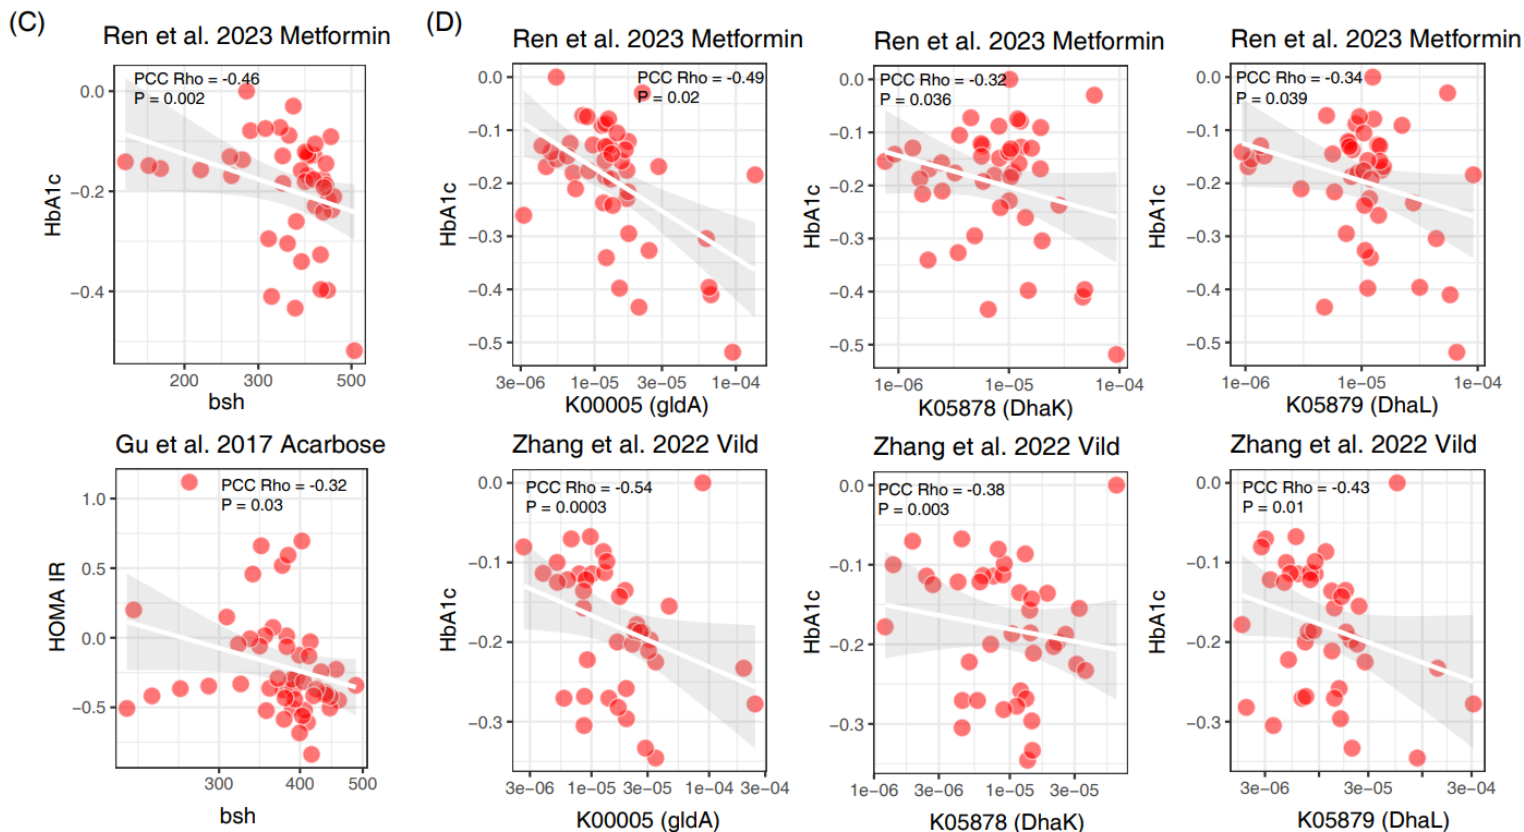 (C)
Ren et al. 2023 Metformin
PCC Rho = -0.46
P = 0.002
HbA1c
0.0
−0.2
−0.4
200 300 500
bsh
Gu et al. 2017 Acarbose
PCC Rho = -0.32
P = 0.03
HOMA IR
1.0
0.5
0.0
−0.5
300 400 500
bsh
(D)
Ren et al. 2023 Metformin
PCC Rho = -0.49
P = 0.02
HbA1c
0.0
−0.1
−0.2
−0.3
−0.4
−0.5
3e−06 1e−05 3e−05 1e−04
K00005 (gldA)
Ren et al. 2023 Metformin
PCC Rho = -0.32
P = 0.036
HbA1c
0.0
−0.1
−0.2
−0.3
−0.4
−0.5
1e−06 1e−05 1e−04
K05878 (DhaK)
Ren et al. 2023 Metformin
PCC Rho = -0.34
P = 0.039
HbA1c
0.0
−0.1
−0.2
−0.3
−0.4
−0.5
1e−06 1e−05 1e−04
K05879 (DhaL)
Zhang et al. 2022 Vild
PCC Rho = -0.54
P = 0.0003
HbA1c
0.0
−0.1
−0.2
−0.3
3e−06 1e−05 3e−05 1e−04 3e−04
K00005 (gldA)
Zhang et al. 2022 Vild
PCC Rho = -0.38
P = 0.003
HbA1c
0.0
−0.1
−0.2
−0.3
1e−06 3e−06 1e−05 3e−05
K05878 (DhaK)
Zhang et al. 2022 Vild
PCC Rho = -0.43
P = 0.01
HbA1c
0.0
−0.1
−0.2
−0.3
3e−06 3e−05 3e−04
K05879 (DhaL)